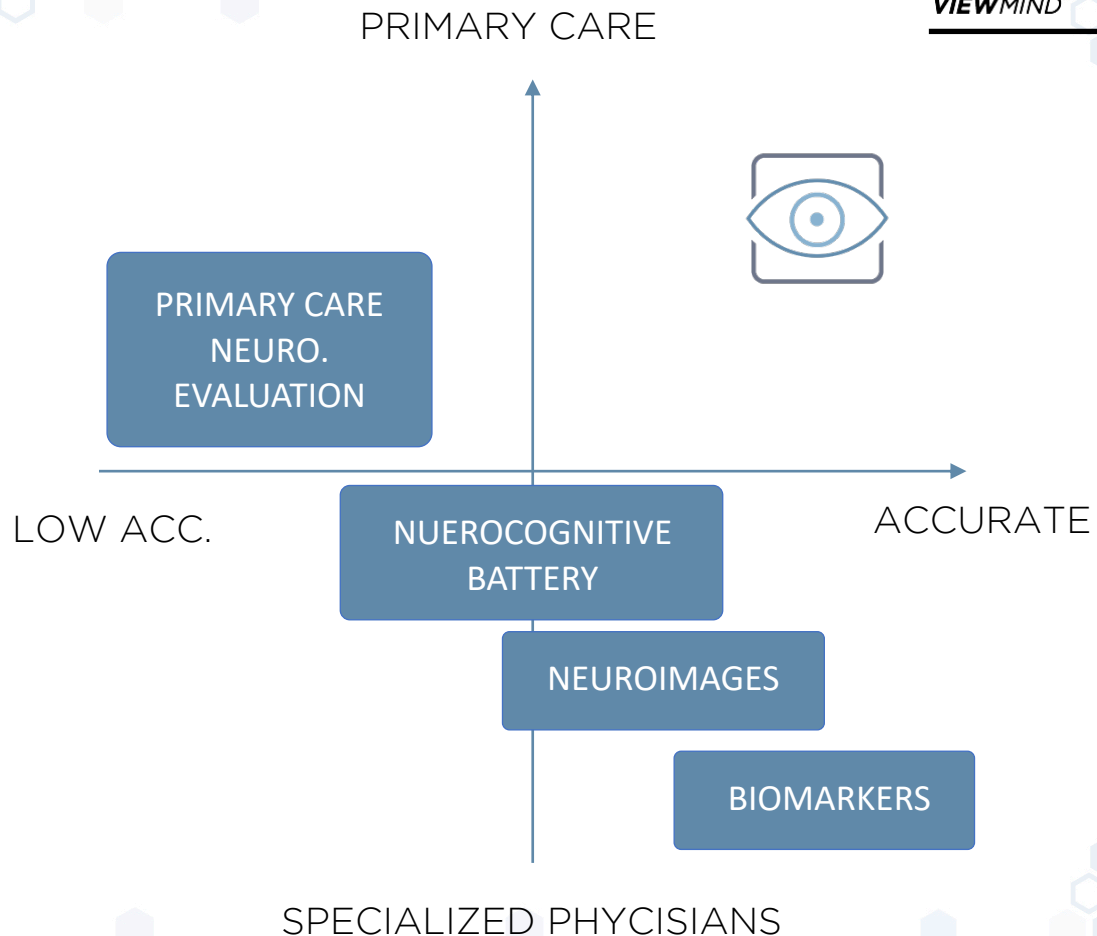 VIEWMIND
PRIMARY CARE
PRIMARY CARE
NEURO.
EVALUATION
LOW ACC.
ACCURATE
NUEROCOGNITIVE
BATTERY
NEUROIMAGES
BIOMARKERS
SPECIALIZED PHYCISIANS